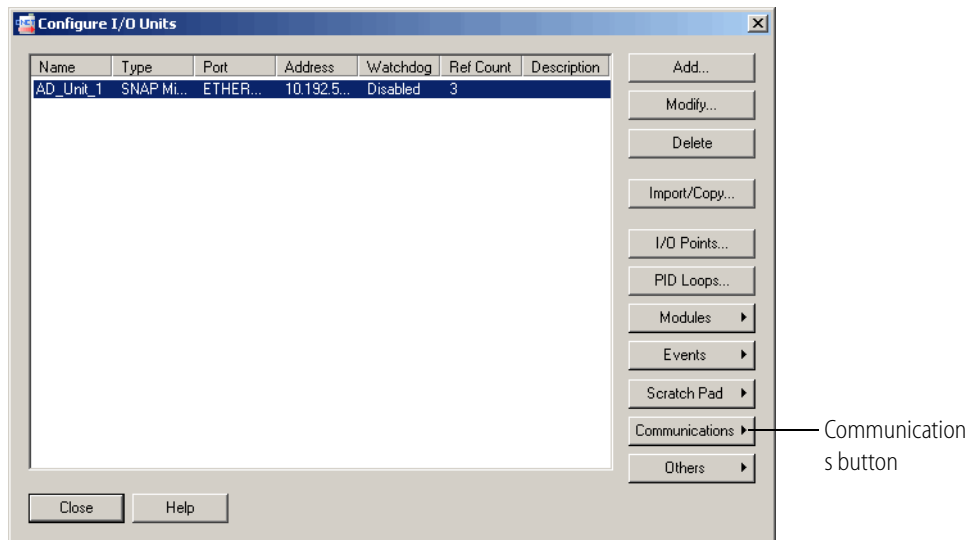 Configure I/O Units
Name Type Port Address Watchdog Ref Count Description
AD_Unit_1 SNAP Mi... ETHER... 10.192.5... Disabled 3
Add...
Modify...
Delete
Import/Copy...
I/O Points...
PID Loops...
Modules
Events
Scratch Pad
Communications
Others
Communication
s button
Close Help